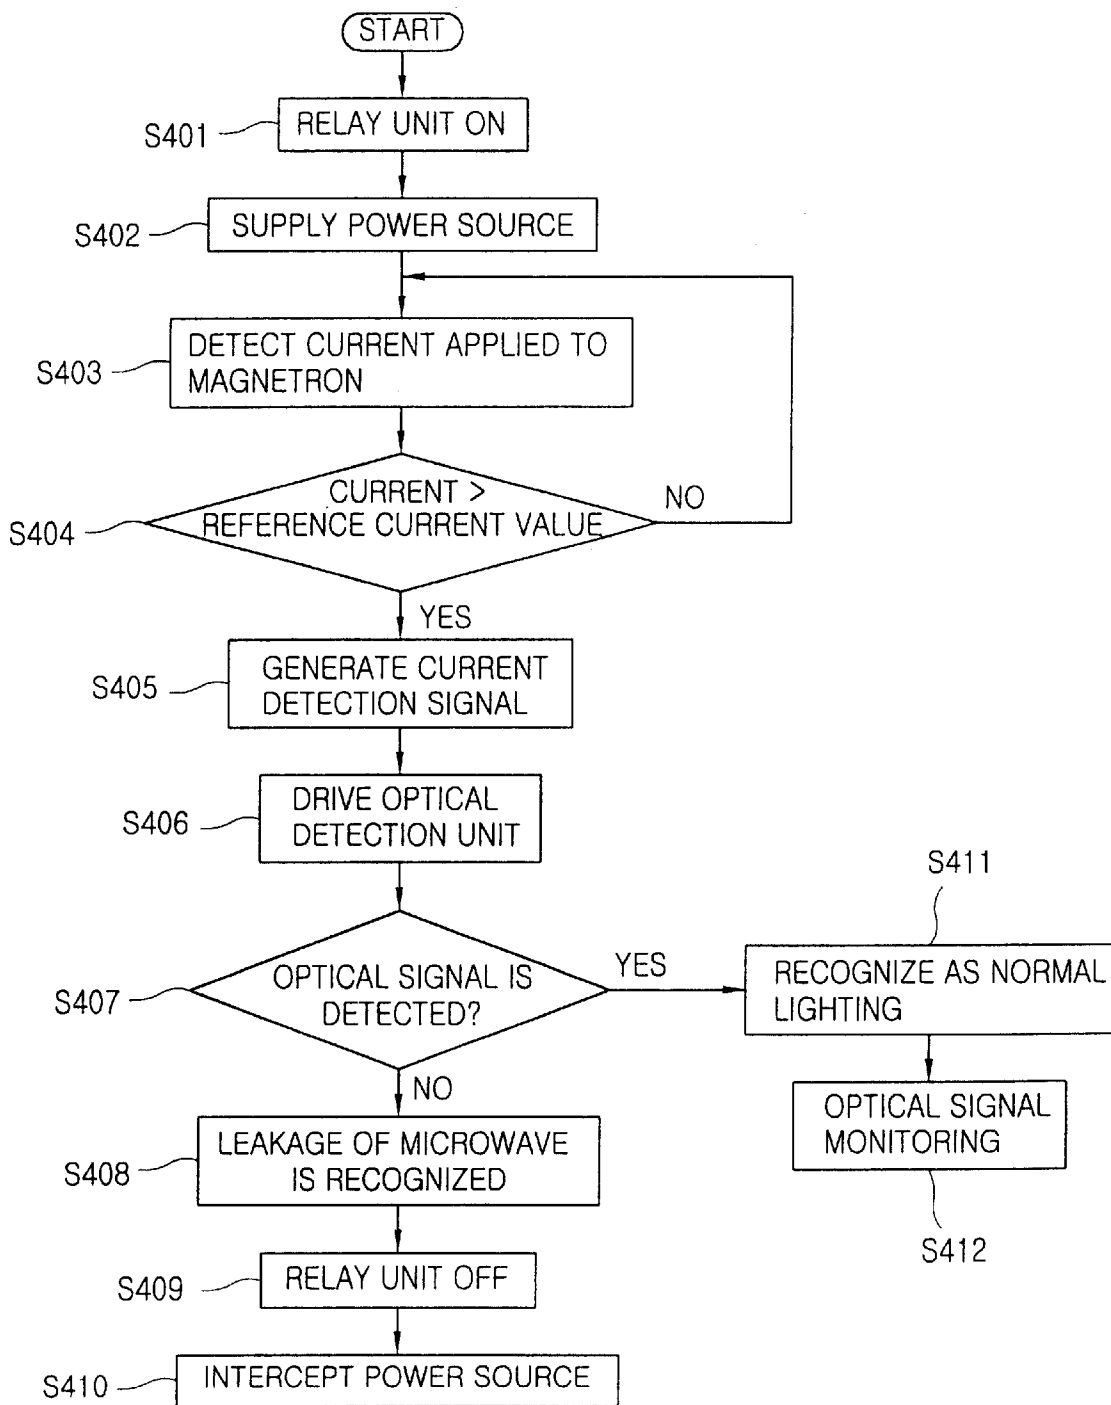 START
S401
RELAY UNIT ON
S402
SUPPLY POWER SOURCE
S403
DETECT CURRENT APPLIED TO
MAGNETRON
S404
CURRENT >
REFERENCE CURRENT VALUE
NO
YES
S405
GENERATE CURRENT
DETECTION SIGNAL
S406
DRIVE OPTICAL
DETECTION UNIT
S407
OPTICAL SIGNAL IS
DETECTED?
YES
S411
RECOGNIZE AS NORMAL
LIGHTING
OPTICAL SIGNAL
MONITORING
S412
NO
S408
LEAKAGE OF MICROWAVE
IS RECOGNIZED
S409
RELAY UNIT OFF
S410
INTERCEPT POWER SOURCE